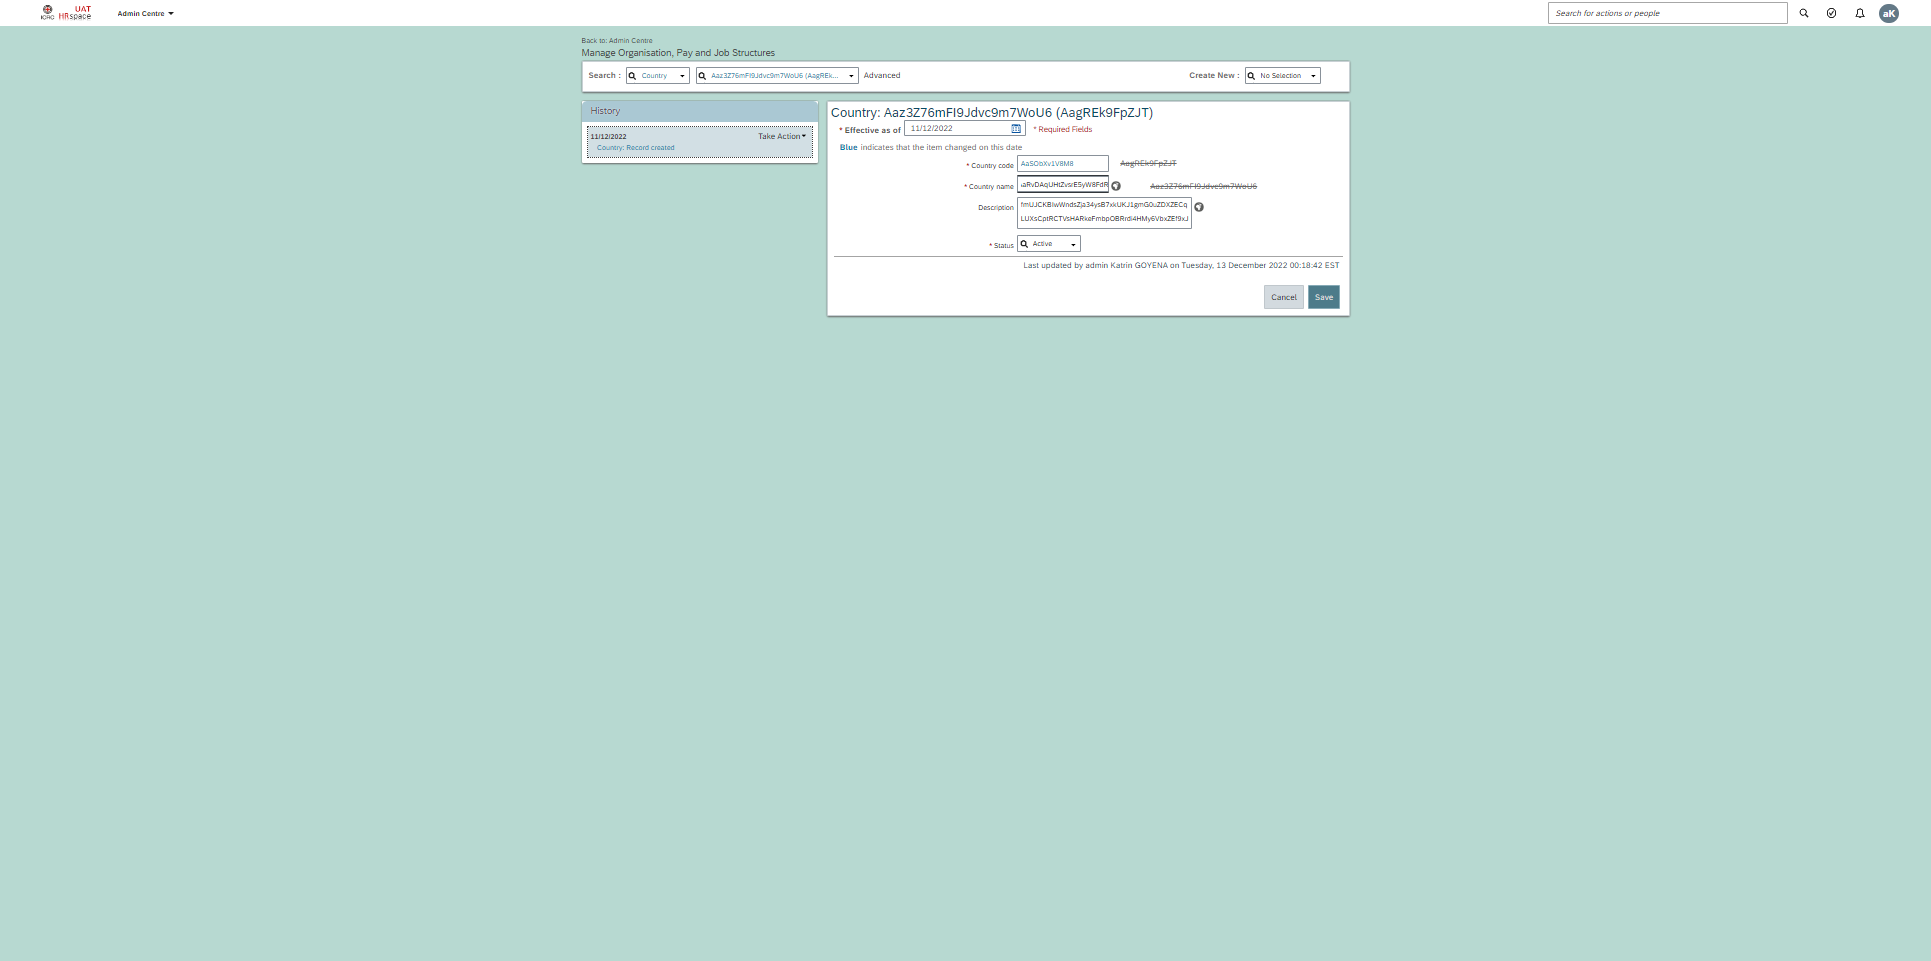 ICRC
UAT
HRspace
Admin Centre
Search for actions or people
aK
Back to: Admin Centre
Manage Organisation, Pay and Job Structures
Search :
Country
Aaz3Z76mFI9Jdvc9m7WoU6 (AagREk...
Advanced
Create New :
No Selection
History
11/12/2022
Take Action
Country: Record created
Country: Aaz3Z76mFI9Jdvc9m7WoU6 (AagREk9FpZJT)
* Effective as of
11/12/2022
* Required Fields
Blue indicates that the item changed on this date
* Country code
AaSObXv1V8M8
AagREk9FpZJT
* Country name
aRvDAqUHtZvsrE5yW8FdR
Aaz3Z76mFI9Jdvc9m7WoU6
Description
* Status
Active
Last updated by admin Katrin GOYENA on Tuesday, 13 December 2022 00:18:42 EST
Cancel
Save